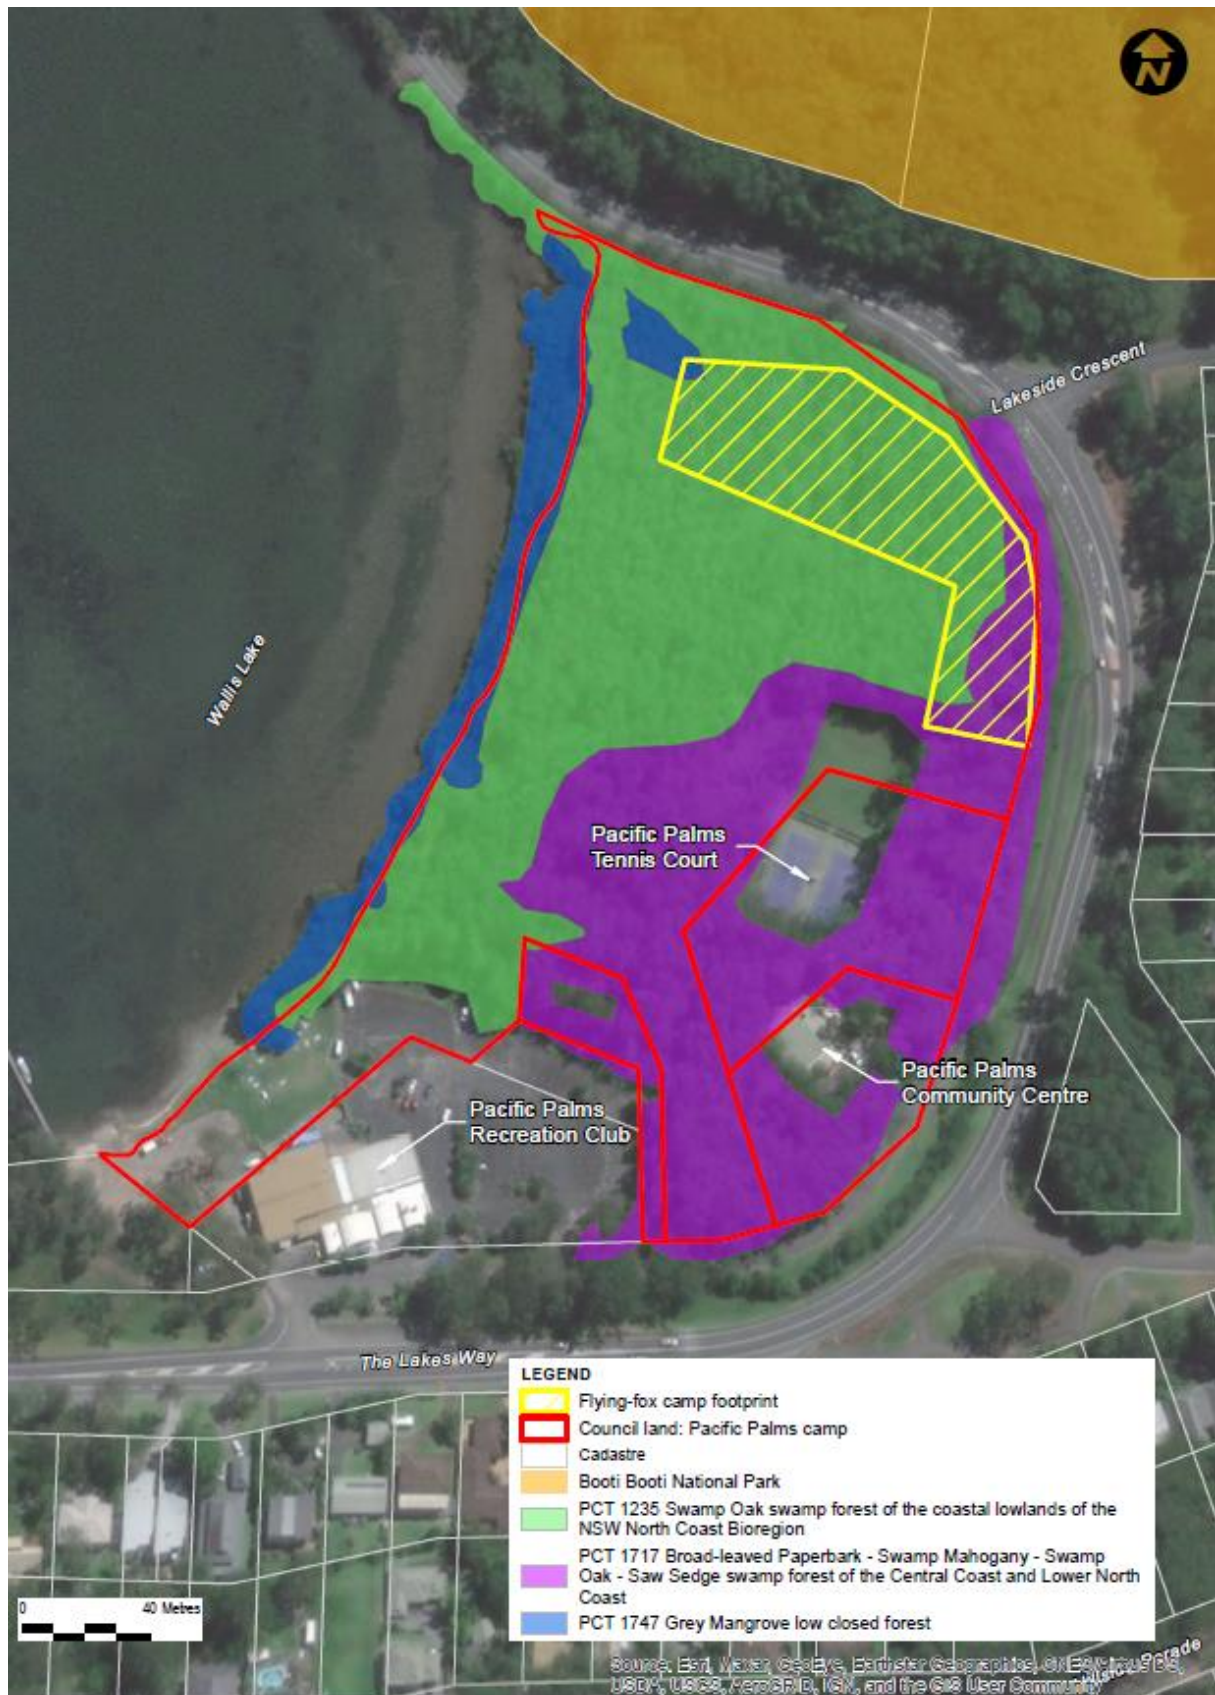 N
Lakeside Crescent
Wallis Lake
Pacific Palms
Tennis Court
Pacific Palms
Community Centre
Pacific Palms
Recreation Club
The Lakes Way
LEGEND
Flying-fox camp footprint
Council land: Pacific Palms camp
Cadastre
Booti Booti National Park
PCT 1235 Swamp Oak swamp forest of the coastal lowlands of the
NSW North Coast Bioregion
PCT 1717 Broad-leaved Paperbark - Swamp Mahogany - Swamp
Oak - Saw Sedge swamp forest of the Central Coast and Lower North
Coast
PCT 1747 Grey Mangrove low closed forest
0 40 Metres
Source: Esri, Maxar, GeoEye, Earthstar Geographics, CNES/Airbus DS,
USDA, USGS, AeroGRID, IGN, and the GIS User Community